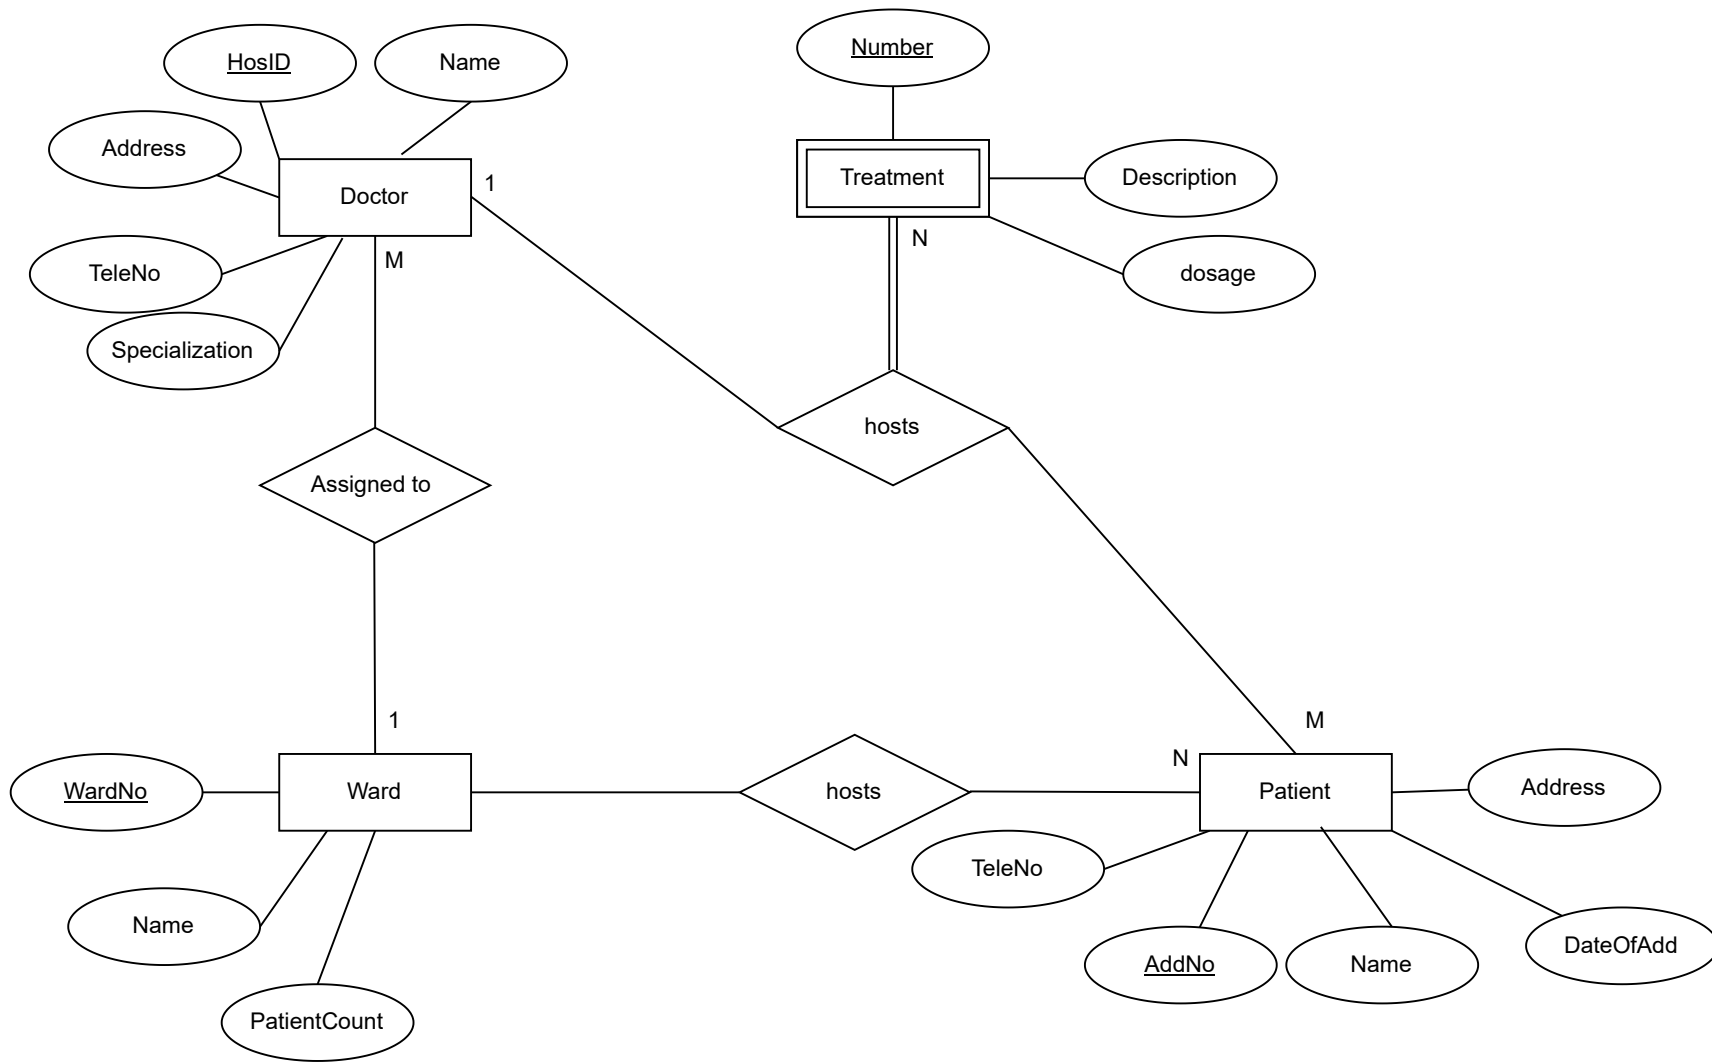 Number
HosID
Name
Address
Treatment
Description
1
Doctor
N
M
TeleNo
dosage
Specialization
hosts
Assigned to
1
M
N
WardNo
Ward
hosts
Patient
Address
TeleNo
Name
DateOfAdd
AddNo
Name
PatientCount